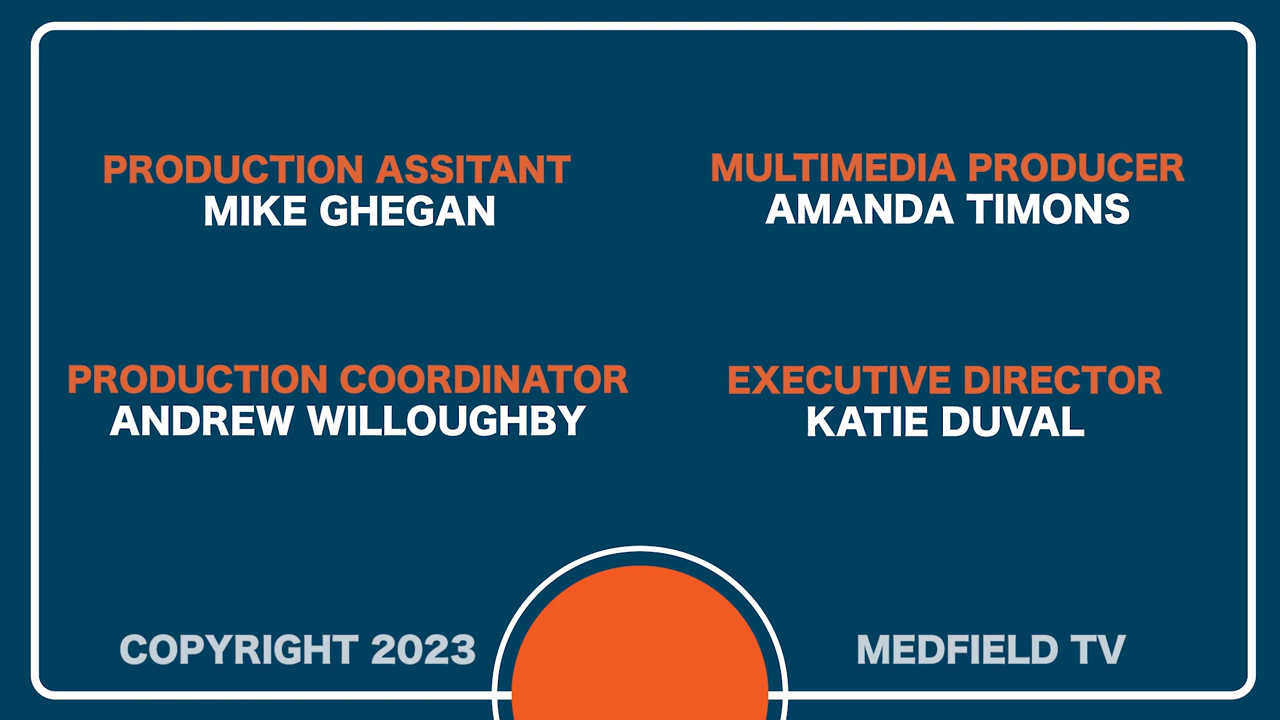 PRODUCTION ASSITANT
MIKE GHEGAN
MULTIMEDIA PRODUCER
AMANDA TIMONS
PRODUCTION COORDINATOR
ANDREW WILLOUGHBY
EXECUTIVE DIRECTOR
KATIE DUVAL
COPYRIGHT 2023
MEDFIELD TV